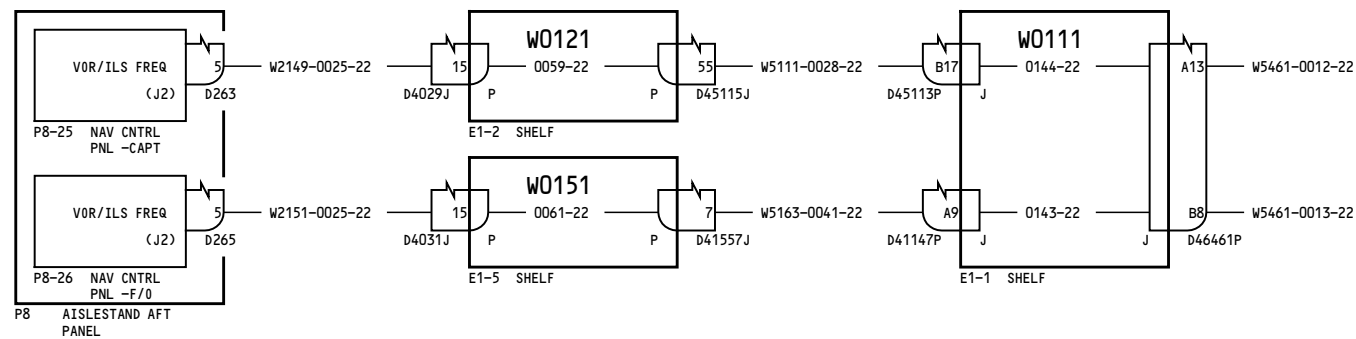 W0121
W0111
VOR/ILS FREQ 5 W2149-0025-22 15 0059-22 55 W5111-0028-22 B17 0144-22 A13 W5461-0012-22
(J2) D263 D4029J P P D45115J D45113P J
P8-25 NAV CNTRL
PNL -CAPT
E1-2 SHELF
W0151
VOR/ILS FREQ 5 W2151-0025-22 15 0061-22 7 W5163-0041-22 A9 0143-22 B8 W5461-0013-22
(J2) D265 D4031J P P D41557J D41147P J J D46461P
P8-26 NAV CNTRL
PNL -F/O
E1-5 SHELF
E1-1 SHELF
P8 AISLESTAND AFT
PANEL